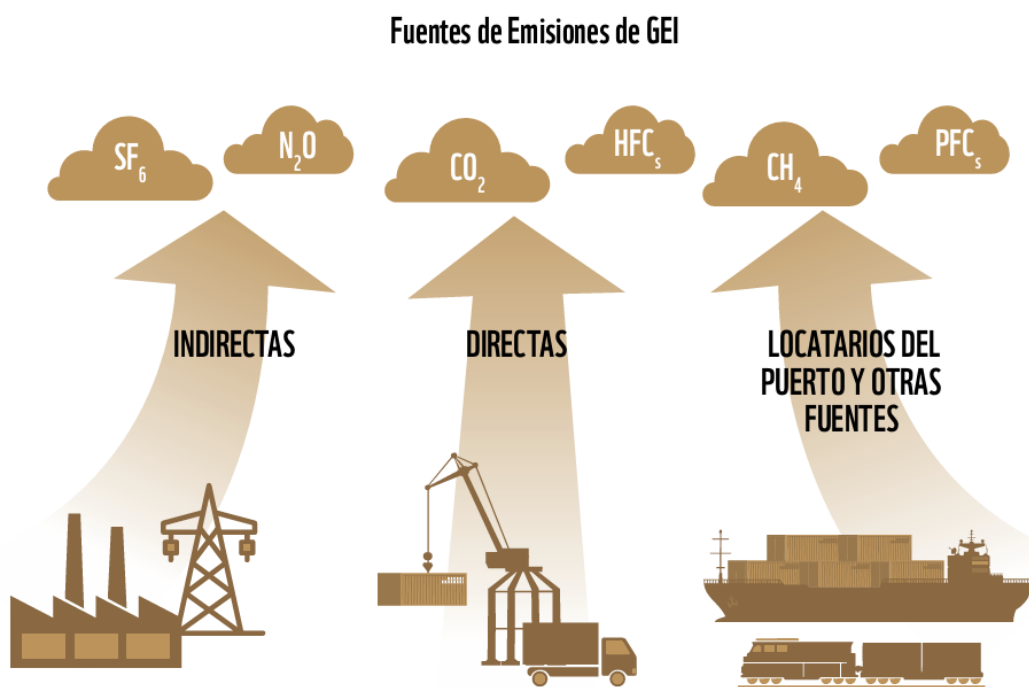 Fuentes de Emisiones de GEI
SF₆
N₂O
CO₂
HFCₛ
CH₄
PFCₛ
INDIRECTAS
DIRECTAS
LOCATARIOS DEL
PUERTO Y OTRAS
FUENTES